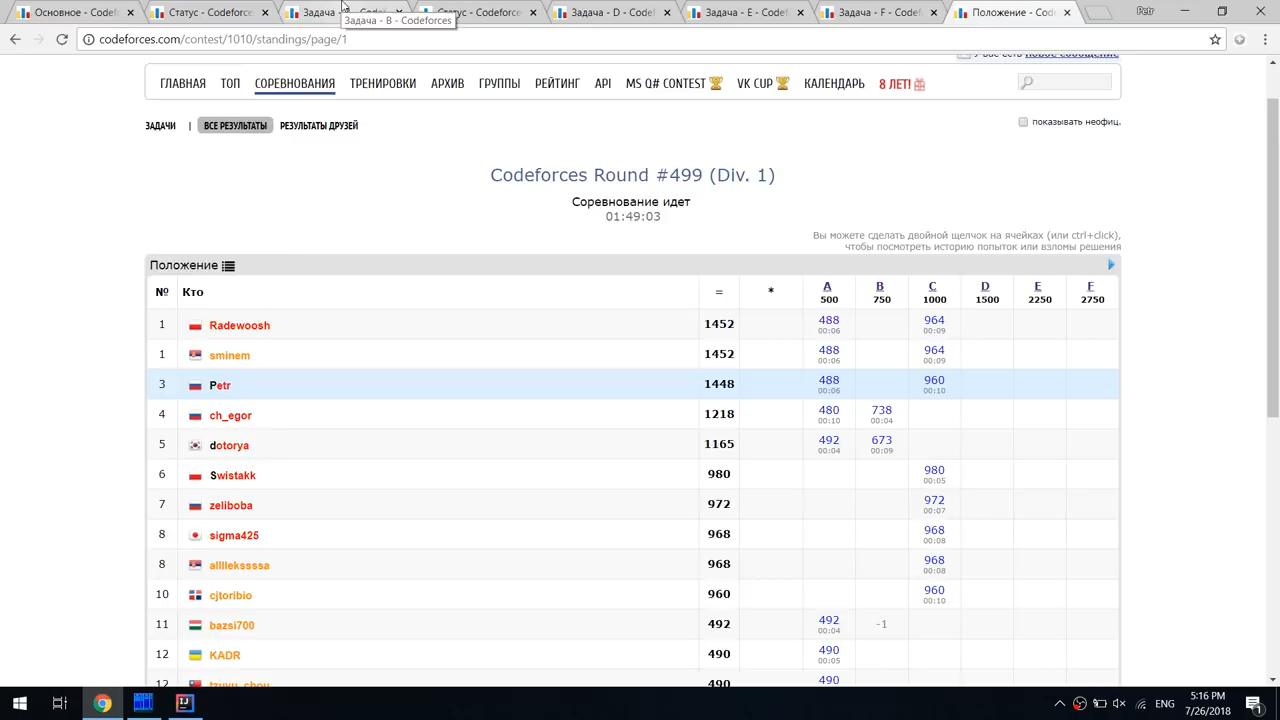 Основное - Codefor
Статус - Codeforces
Задача
Статус - Codeforces
Задача - D - Codef
Задача - E - Codef
Задача - F - Codef
Положение - Code
Petr
Задача - B - Codeforces
codeforces.com/contest/1010/standings/page/1
У вас есть новое сообщение
ГЛАВНАЯ ТОП СОРЕВНОВАНИЯ ТРЕНИРОВКИ АРХИВ ГРУППЫ РЕЙТИНГ API MS Q# CONTEST VK CUP КАЛЕНДАРЬ 8 ЛЕТ!
ЗАДАЧИ | ВСЕ РЕЗУЛЬТАТЫ РЕЗУЛЬТАТЫ ДРУЗЕЙ
показывать неофиц.
Codeforces Round #499 (Div. 1)
Соревнование идет
01:49:03
Вы можете сделать двойной щелчок на ячейках (или ctrl+click),
чтобы посмотреть историю попыток или взломы решения
Положение
№ Кто = * A B C D E F
500 750 1000 1500 2250 2750
1 Radewoosh 1452 488 964
00:06 00:09
1 sminem 1452 488 964
00:06 00:09
3 Petr 1448 488 960
00:06 00:10
4 ch_egor 1218 480 738
00:10 00:04
5 dotorya 1165 492 673
00:04 00:09
6 Swistakk 980 980
00:05
7 zeliboba 972 972
00:07
8 sigma425 968 968
00:08
8 allllekssssa 968 968
00:08
10 cjtoribio 960 960
00:10
11 bazsi700 492 492 -1
00:04
12 KADR 490 490
00:05
12 tzuyu_chou 490 490
ENG
5:16 PM
7/26/2018
1